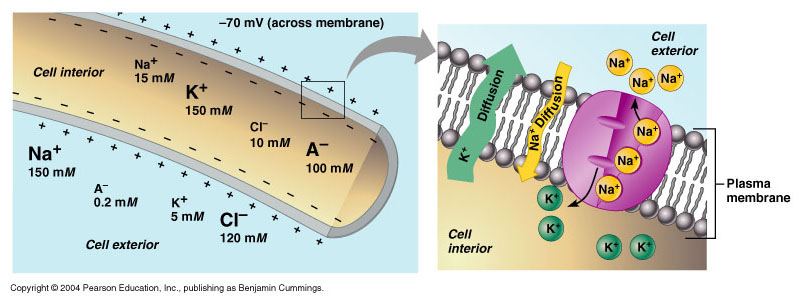 –70 mV (across membrane)
Cell interior
Na+
15 mM
K+
150 mM
Cl–
10 mM
A–
100 mM
Na+
150 mM
A–
0.2 mM
K+
5 mM
Cl–
120 mM
Cell exterior
Cell
exterior
K+ Diffusion
Na+ Diffusion
Na+
Na+
Na+
Na+
Na+
Na+
K+
K+
K+
K+
Cell
interior
Plasma
membrane
Copyright © 2004 Pearson Education, Inc., publishing as Benjamin Cummings.